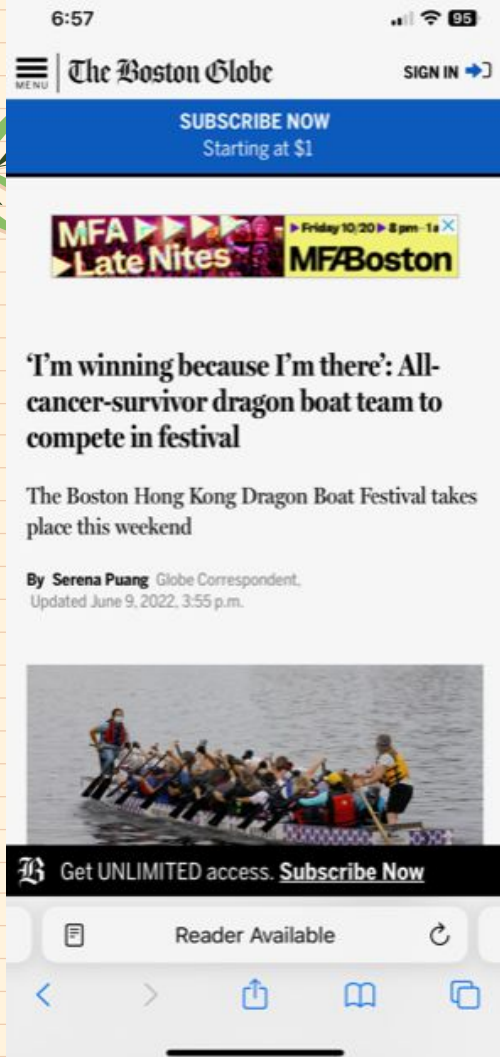 6:57
95
MENU
The Boston Globe
SIGN IN
SUBSCRIBE NOW
Starting at $1
MFA
Late Nites
Friday 10/20 8 pm-1a
MFABoston
‘I’m winning because I’m there’: All-
cancer-survivor dragon boat team to
compete in festival
The Boston Hong Kong Dragon Boat Festival takes
place this weekend
By Serena Puang Globe Correspondent,
Updated June 9, 2022, 3:55 p.m.
B Get UNLIMITED access. Subscribe Now
Reader Available